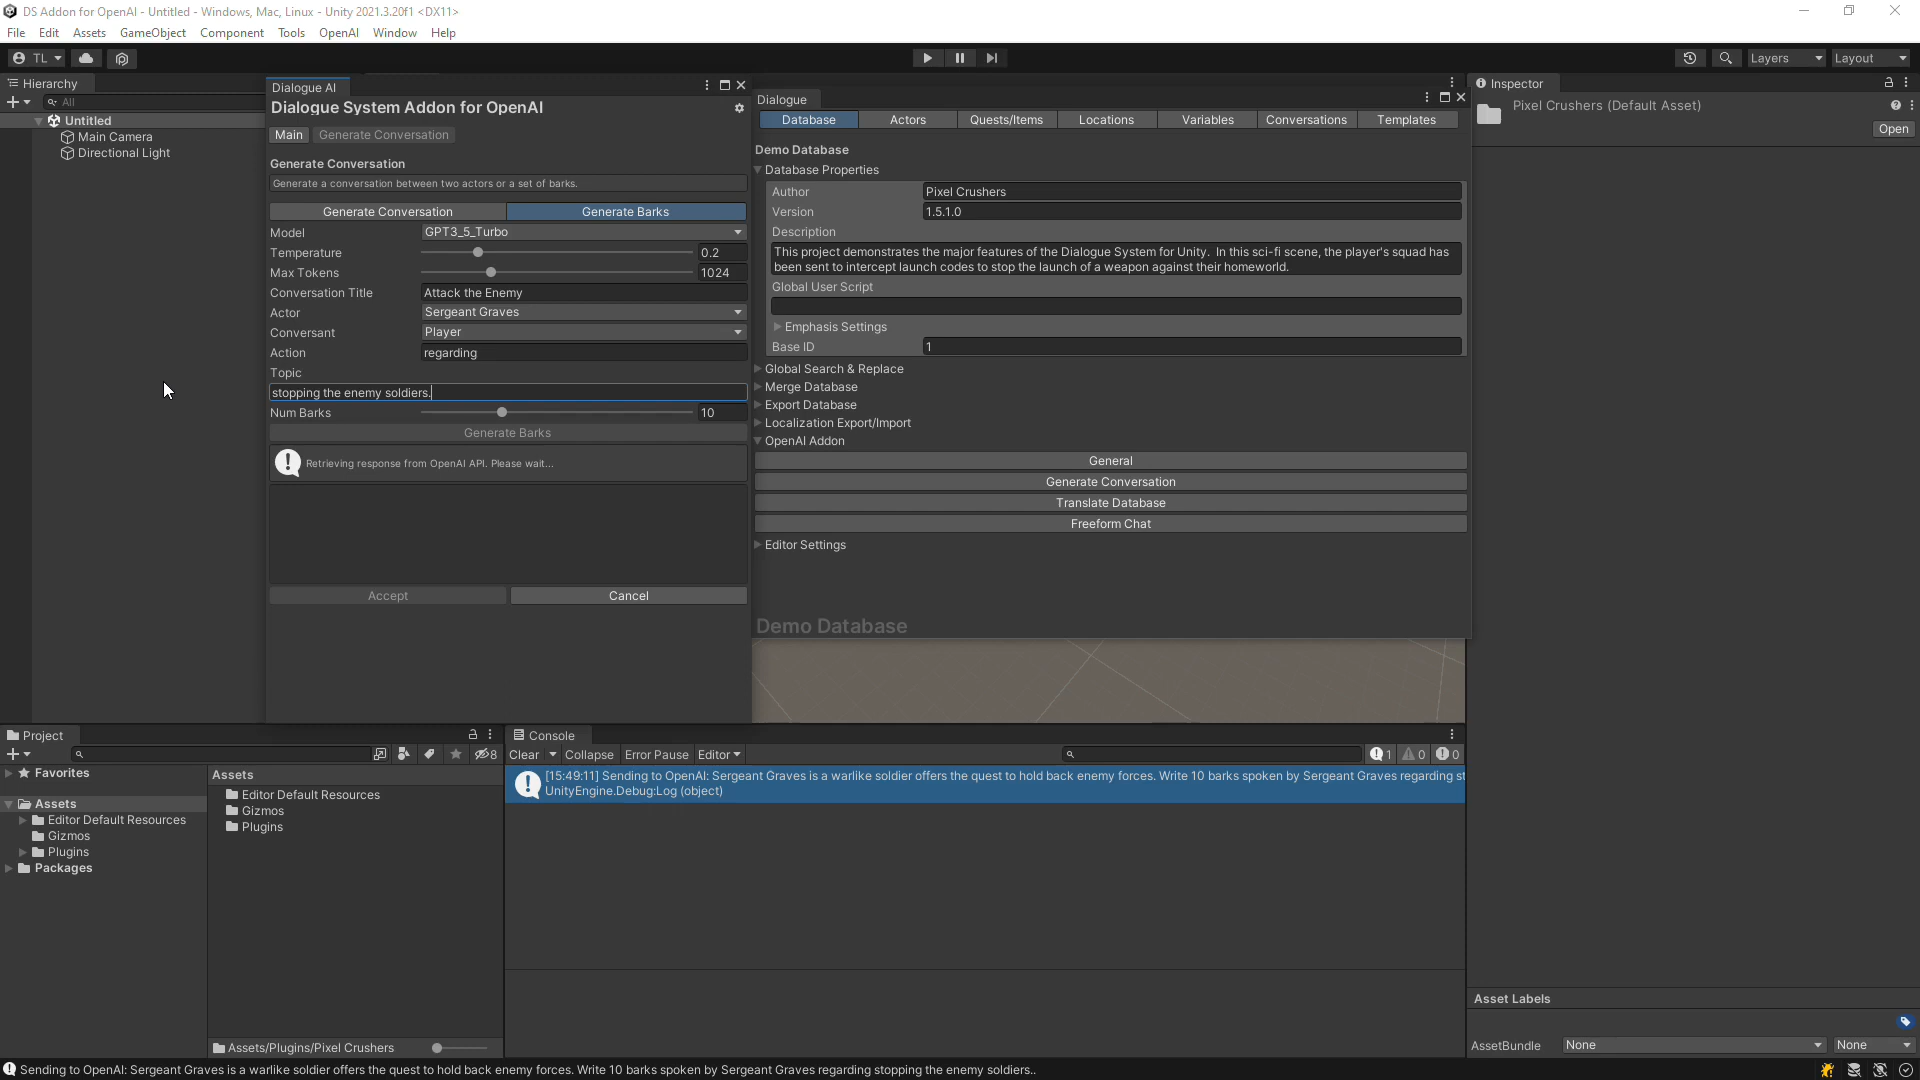 DS Addon for OpenAI - Untitled - Windows, Mac, Linux - Unity 2021.3.20f1 <DX11>
File Edit Assets GameObject Component Tools OpenAI Window Help
TL Layers Layout
Hierarchy
All
Untitled
Main Camera
Directional Light
Dialogue AI
Dialogue System Addon for OpenAI
Main Generate Conversation
Generate Conversation
Generate a conversation between two actors or a set of barks.
Generate Conversation Generate Barks
Model GPT3_5_Turbo
Temperature 0.2
Max Tokens 1024
Conversation Title Attack the Enemy
Actor Sergeant Graves
Conversant Player
Action regarding
Topic
stopping the enemy soldiers.
Num Barks 10
Generate Barks
Retrieving response from OpenAI API. Please wait...
Accept Cancel
Dialogue
Database Actors Quests/Items Locations Variables Conversations Templates
Demo Database
Database Properties
Author Pixel Crushers
Version 1.5.1.0
Description
This project demonstrates the major features of the Dialogue System for Unity. In this sci-fi scene, the player's squad has
been sent to intercept launch codes to stop the launch of a weapon against their homeworld.
Global User Script
Emphasis Settings
Base ID 1
Global Search & Replace
Merge Database
Export Database
Localization Export/Import
OpenAI Addon
General
Generate Conversation
Translate Database
Freeform Chat
Editor Settings
Demo Database
Inspector
Pixel Crushers (Default Asset)
Open
Project
8
Favorites
Assets
Editor Default Resources
Gizmos
Plugins
Packages
Assets
Editor Default Resources
Gizmos
Plugins
Assets/Plugins/Pixel Crushers
Console
Clear Collapse Error Pause Editor 1 0 0
[15:49:11] Sending to OpenAI: Sergeant Graves is a warlike soldier offers the quest to hold back enemy forces. Write 10 barks spoken by Sergeant Graves regarding st
UnityEngine.Debug:Log (object)
Asset Labels
AssetBundle None None
Sending to OpenAI: Sergeant Graves is a warlike soldier offers the quest to hold back enemy forces. Write 10 barks spoken by Sergeant Graves regarding stopping the enemy soldiers..